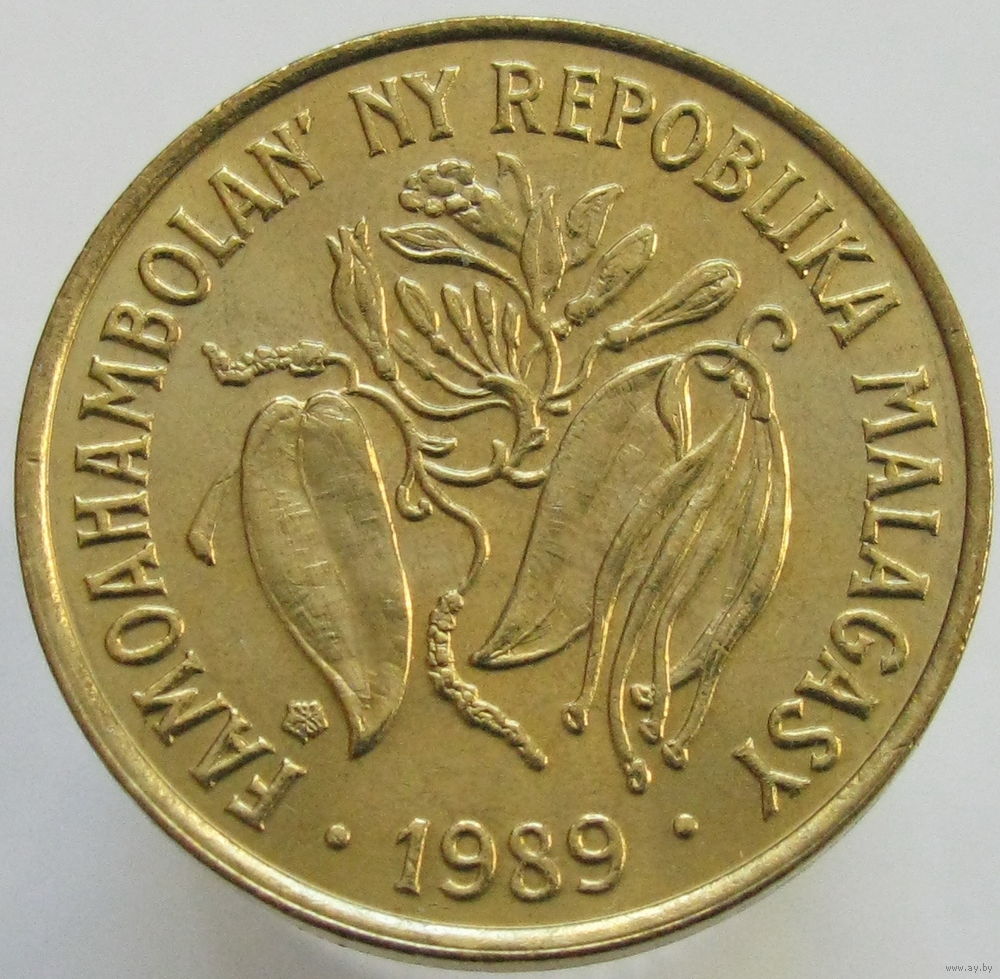 FAMOAHAMBOLAN' NY REPOBLIKA MALAGASY
· 1989 ·
www.ay.by